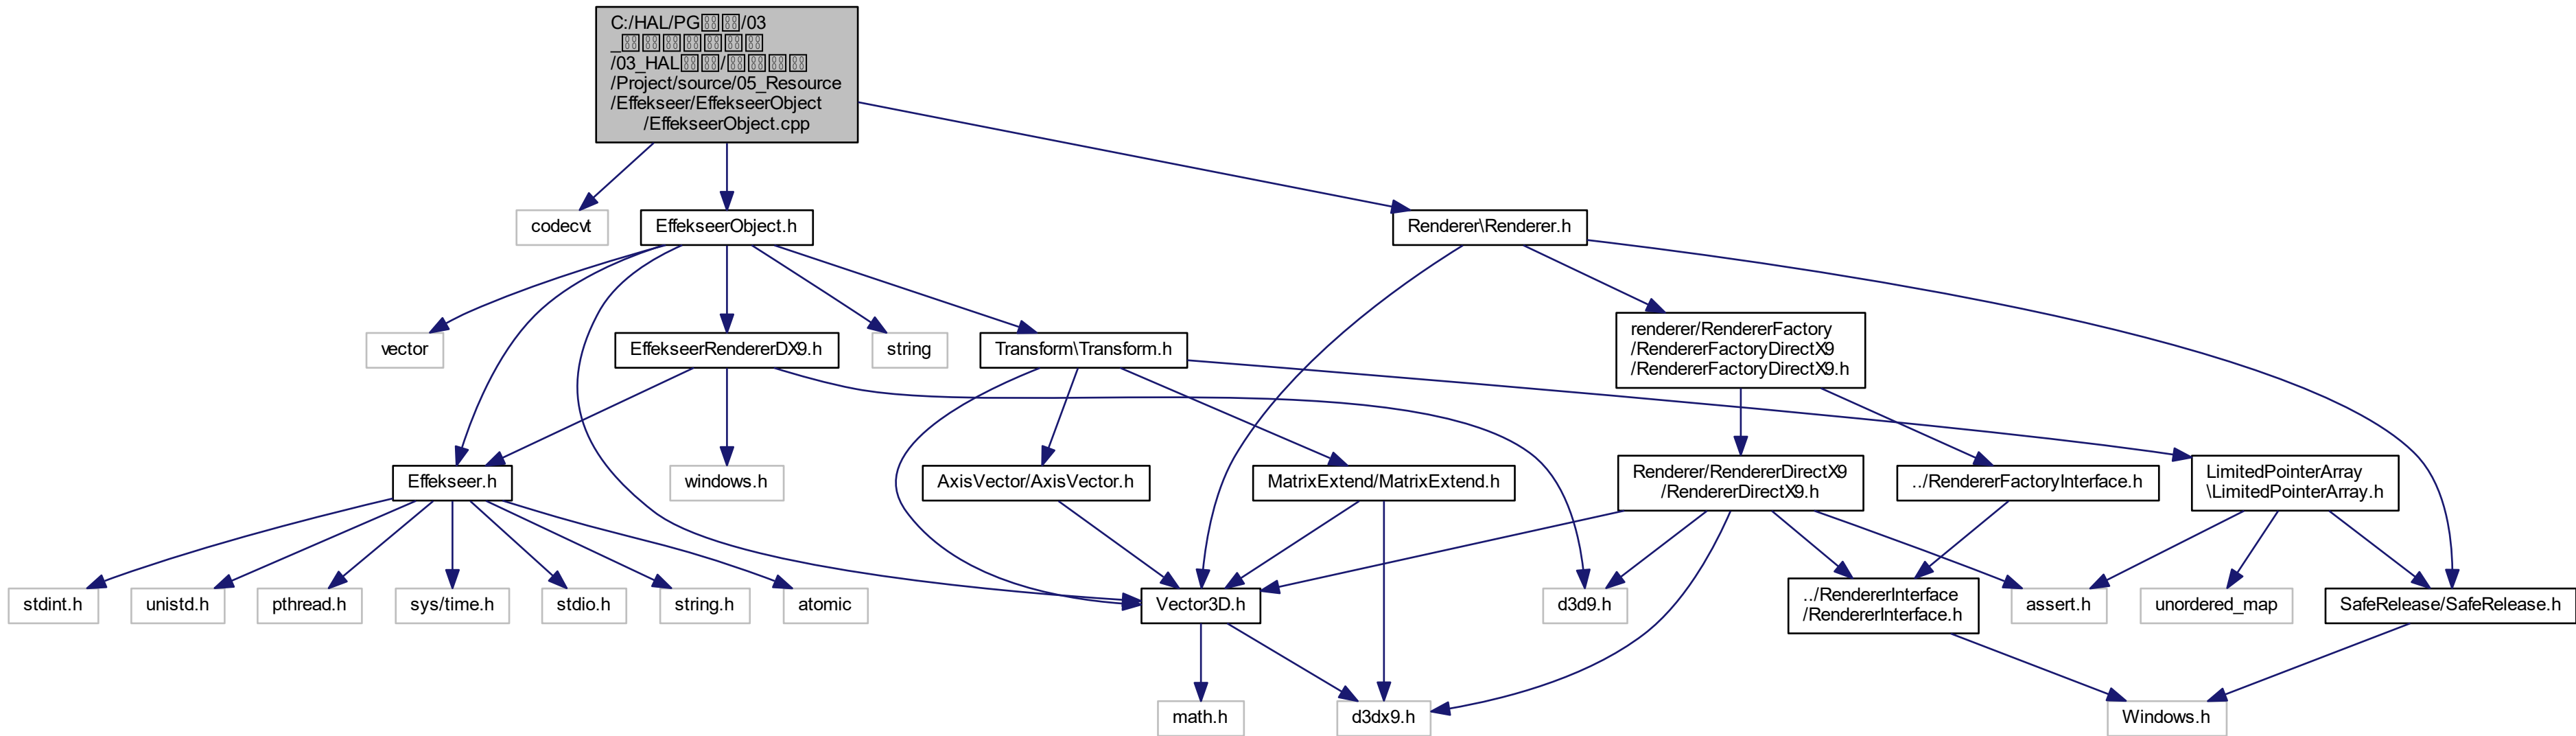 C:/HAL/PG/03
_
/03_HAL/
/Project/source/05_Resource
/Effekseer/EffekseerObject
/EffekseerObject.cpp
codecvt
EffekseerObject.h
Renderer\Renderer.h
vector
EffekseerRendererDX9.h
string
Transform\Transform.h
renderer/RendererFactory
/RendererFactoryDirectX9
/RendererFactoryDirectX9.h
Effekseer.h
windows.h
AxisVector/AxisVector.h
MatrixExtend/MatrixExtend.h
Renderer/RendererDirectX9
/RendererDirectX9.h
../RendererFactoryInterface.h
LimitedPointerArray
\LimitedPointerArray.h
stdint.h
unistd.h
pthread.h
sys/time.h
stdio.h
string.h
atomic
Vector3D.h
d3d9.h
../RendererInterface
/RendererInterface.h
assert.h
unordered_map
SafeRelease/SafeRelease.h
math.h
d3dx9.h
Windows.h